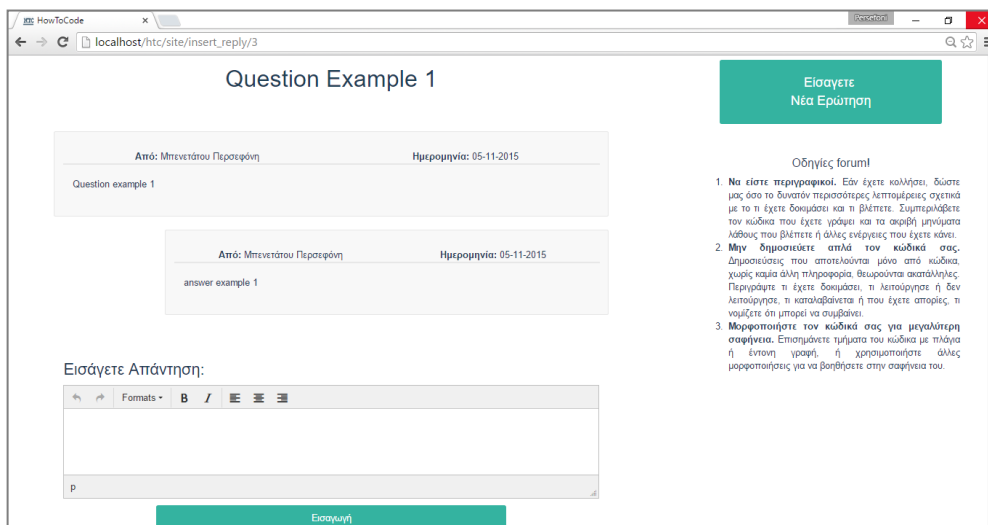 HTC HowToCode
Persefoni
localhost/htc/site/insert_reply/3
Question Example 1
Από: Μπενετάτου Περσεφόνη Ημερομηνία: 05-11-2015
Question example 1
Από: Μπενετάτου Περσεφόνη Ημερομηνία: 05-11-2015
answer example 1
Εισάγετε Απάντηση:
Formats B I
p
Εισαγωγή
Είσαγετε
Νέα Ερώτηση
Οδηγίες forum!
1. Να είστε περιγραφικοί. Εάν έχετε κολλήσει, δώστε
μας όσο το δυνατόν περισσότερες λεπτομέρειες σχετικά
με το τι έχετε δοκιμάσει και τι βλέπετε. Συμπεριλάβετε
τον κώδικα που έχετε γράψει και τα ακριβή μηνύματα
λάθους που βλέπετε ή άλλες ενέργειες που έχετε κάνει.
2. Μην δημοσιεύετε απλά τον κώδικά σας.
Δημοσιεύσεις που αποτελούνται μόνο από κώδικα,
χωρίς καμία άλλη πληροφορία, θεωρούνται ακατάλληλες.
Περιγράψτε τι έχετε δοκιμάσει, τι λειτούργησε ή δεν
λειτούργησε, τι καταλαβαίνεται ή που έχετε απορίες, τι
νομίζετε ότι μπορεί να συμβαίνει.
3. Μορφοποιήστε τον κώδικά σας για μεγαλύτερη
σαφήνεια. Επισημάνετε τμήματα του κώδικα με πλάγια
ή έντονη γραφή, ή χρησιμοποιήστε άλλες
μορφοποιήσεις για να βοηθήσετε στην σαφήνεια του.